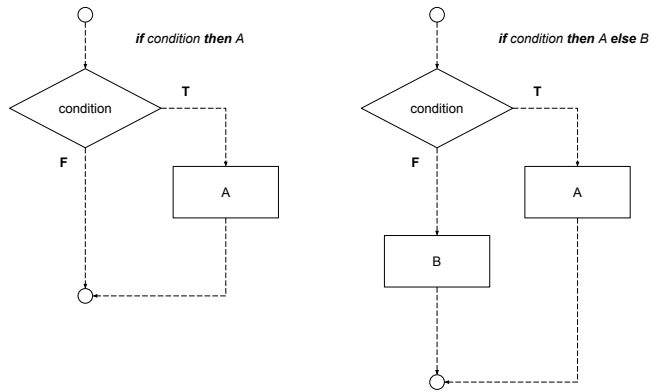 if condition then A
condition
T
F
A
if condition then A else B
condition
T
F
A
B